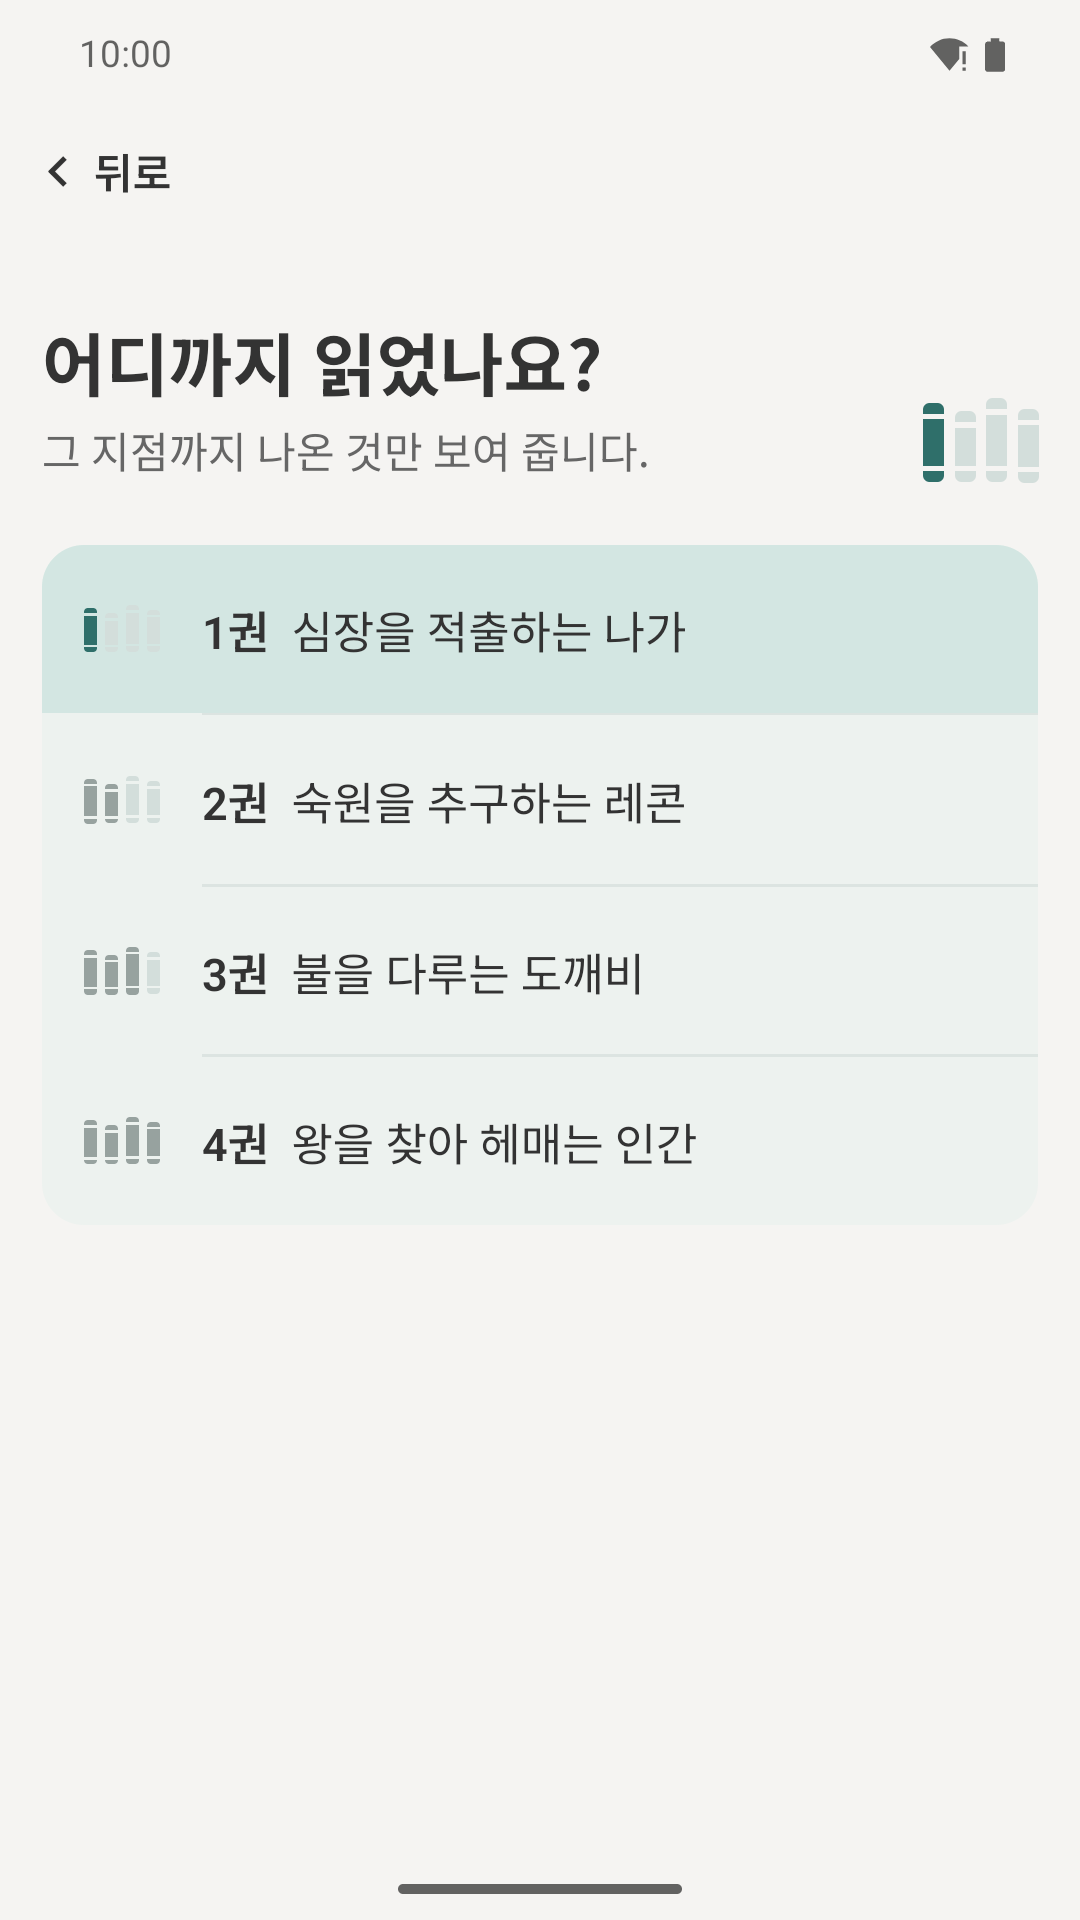 10:00
뒤로
어디까지 읽었나요?
그 지점까지 나온 것만 보여 줍니다.
1권 심장을 적출하는 나가
2권 숙원을 추구하는 레콘
3권 불을 다루는 도깨비
4권 왕을 찾아 헤매는 인간